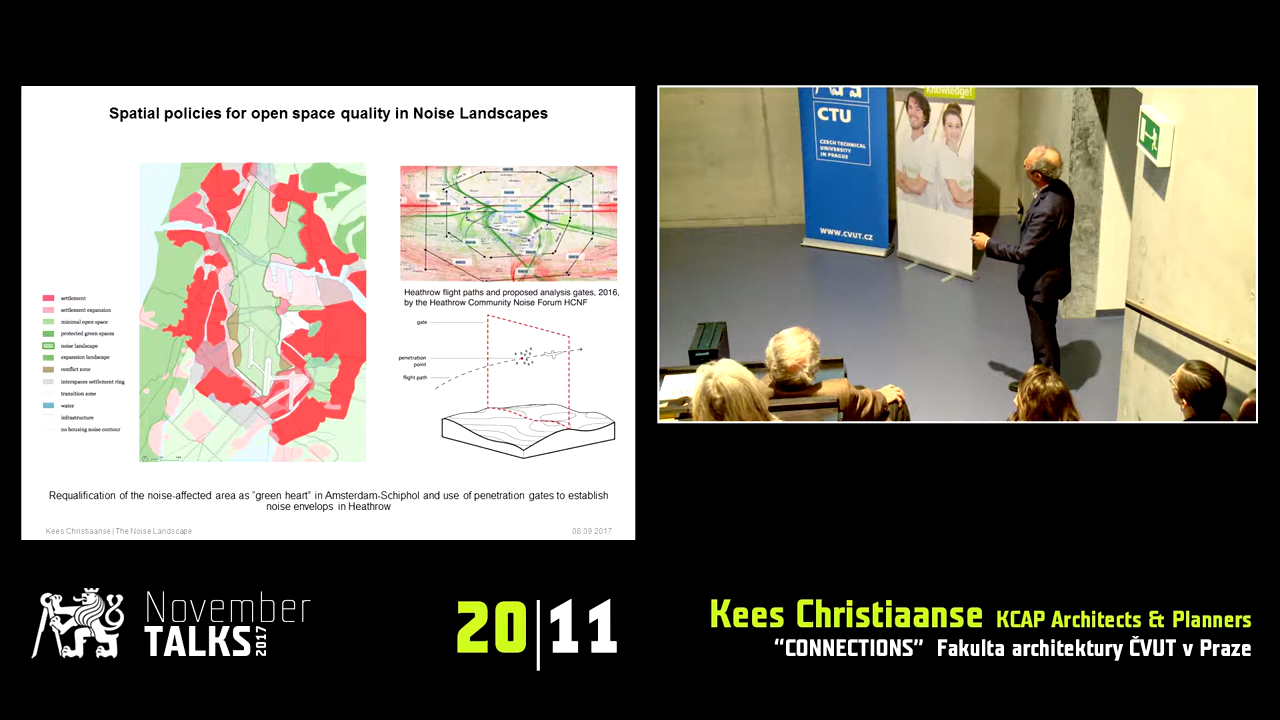 Spatial policies for open space quality in Noise Landscapes
settlement
settlement expansion
minimal open space
protected green spaces
noise landscape
expansion landscape
conflict zone
interspaces settlement ring
transition zone
water
infrastructure
no housing noise contour
Heathrow flight paths and proposed analysis gates, 2016,
by the Heathrow Community Noise Forum HCNF
gate
penetration
point
flight path
Requalification of the noise-affected area as "green heart" in Amsterdam-Schiphol and use of penetration gates to establish
noise envelops in Heathrow
Kees Christiaanse | The Noise Landscape
08.09.2017
Knowledge!
CTU
CZECH TECHNICAL
UNIVERSITY
IN PRAGUE
WWW.CVUT.CZ
November
TALKS 2017
20|11
Kees Christiaanse KCAP Architects & Planners
“CONNECTIONS” Fakulta architektury ČVUT v Praze